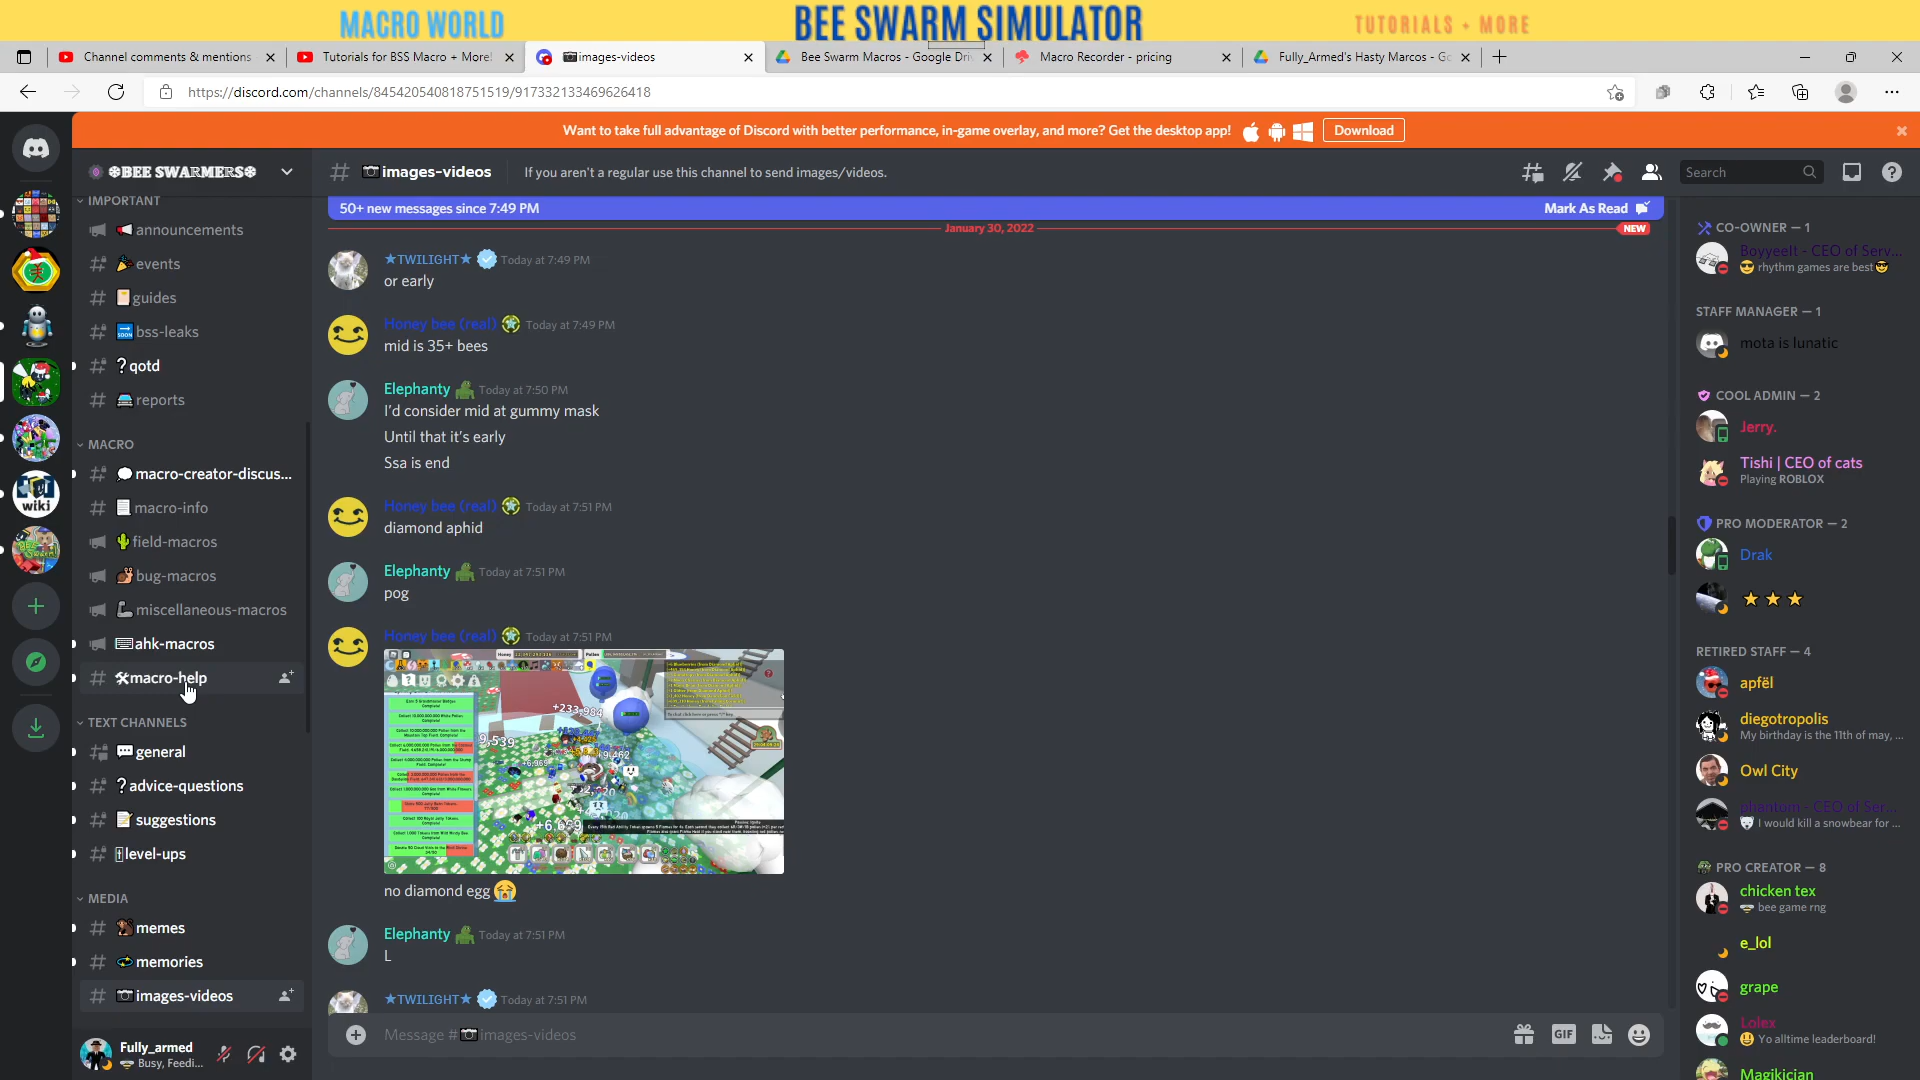 MACRO WORLD
BEE SWARM SIMULATOR
TUTORIALS + MORE
Channel comments & mentions
Tutorials for BSS Macro + More!
images-videos
Bee Swarm Macros - Google Dri
Macro Recorder - pricing
Fully_Armed's Hasty Marcos - Go
https://discord.com/channels/845420540818751519/917332133469626418
Want to take full advantage of Discord with better performance, in-game overlay, and more? Get the desktop app!
Download
❆BEE SWARMERS❆
# images-videos
If you aren't a regular use this channel to send images/videos.
Search
50+ new messages since 7:49 PM
Mark As Read
January 30, 2022
NEW
IMPORTANT
announcements
# events
# guides
# bss-leaks
# ?qotd
# reports
MACRO
# macro-creator-discus...
# macro-info
field-macros
bug-macros
miscellaneous-macros
ahk-macros
# macro-help
TEXT CHANNELS
# general
# ?advice-questions
# suggestions
# level-ups
MEDIA
# memes
# memories
# images-videos
Fully_armed
Busy, Feedi...
wiki
★TWILIGHT★ Today at 7:49 PM
or early
Honey bee (real) Today at 7:49 PM
mid is 35+ bees
Elephanty Today at 7:50 PM
I'd consider mid at gummy mask
Until that it's early
Ssa is end
Honey bee (real) Today at 7:51 PM
diamond aphid
Elephanty Today at 7:51 PM
pog
Honey bee (real) Today at 7:51 PM
+233,984
9,539
no diamond egg
Elephanty Today at 7:51 PM
L
★TWILIGHT★ Today at 7:51 PM
Message #images-videos
GIF
CO-OWNER — 1
Boyyeelt - CEO of Serv...
rhythm games are best
STAFF MANAGER — 1
mota is lunatic
COOL ADMIN — 2
Jerry.
Tishi | CEO of cats
Playing ROBLOX
PRO MODERATOR — 2
Drak
★ ★ ★
RETIRED STAFF — 4
apfël
diegotropolis
My birthday is the 11th of may, ...
Owl City
phantom - CEO of Ser...
I would kill a snowbear for ...
PRO CREATOR — 8
chicken tex
bee game rng
e_lol
grape
Lolex
Yo alltime leaderboard!
Magikician